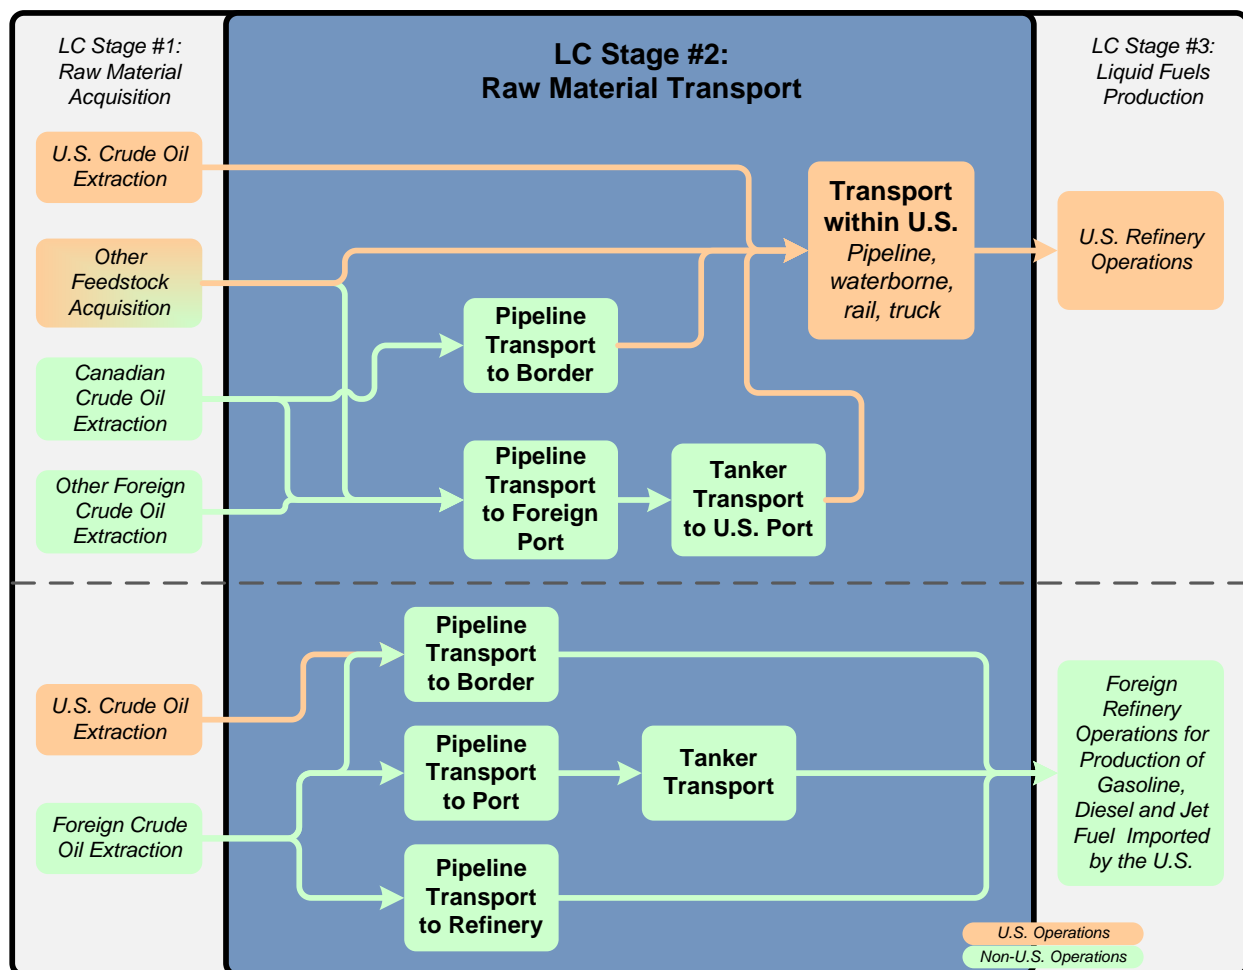 LC Stage #1:
Raw Material
Acquisition
LC Stage #2:
Raw Material Transport
LC Stage #3:
Liquid Fuels
Production
U.S. Crude Oil
Extraction
Other
Feedstock
Acquisition
Canadian
Crude Oil
Extraction
Other Foreign
Crude Oil
Extraction
Pipeline
Transport
to Border
Pipeline
Transport
to Foreign
Port
Tanker
Transport
to U.S. Port
Transport
within U.S.
Pipeline,
waterborne,
rail, truck
U.S. Refinery
Operations
U.S. Crude Oil
Extraction
Foreign Crude
Oil Extraction
Pipeline
Transport
to Border
Pipeline
Transport
to Port
Tanker
Transport
Pipeline
Transport
to Refinery
Foreign
Refinery
Operations for
Production of
Gasoline,
Diesel and Jet
Fuel Imported
by the U.S.
U.S. Operations
Non-U.S. Operations